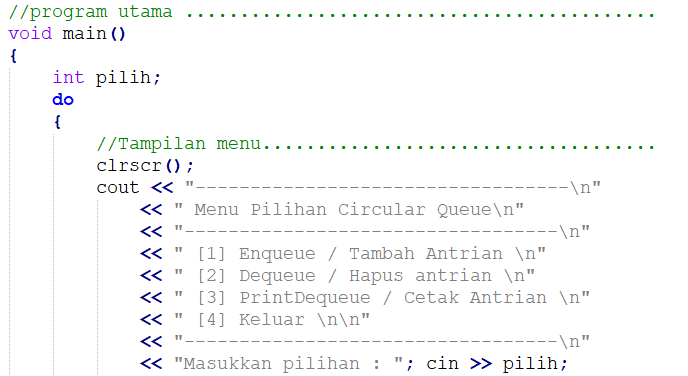 //program utama ...........................................
void main()
{
int pilih;
do
{
//Tampilan menu....................................
clrscr();
cout << "----------------------------------\n"
<< " Menu Pilihan Circular Queue\n"
<< "----------------------------------\n"
<< " [1] Enqueue / Tambah Antrian \n"
<< " [2] Dequeue / Hapus antrian \n"
<< " [3] PrintDequeue / Cetak Antrian \n"
<< " [4] Keluar \n\n"
<< "----------------------------------\n"
<< "Masukkan pilihan : "; cin >> pilih;